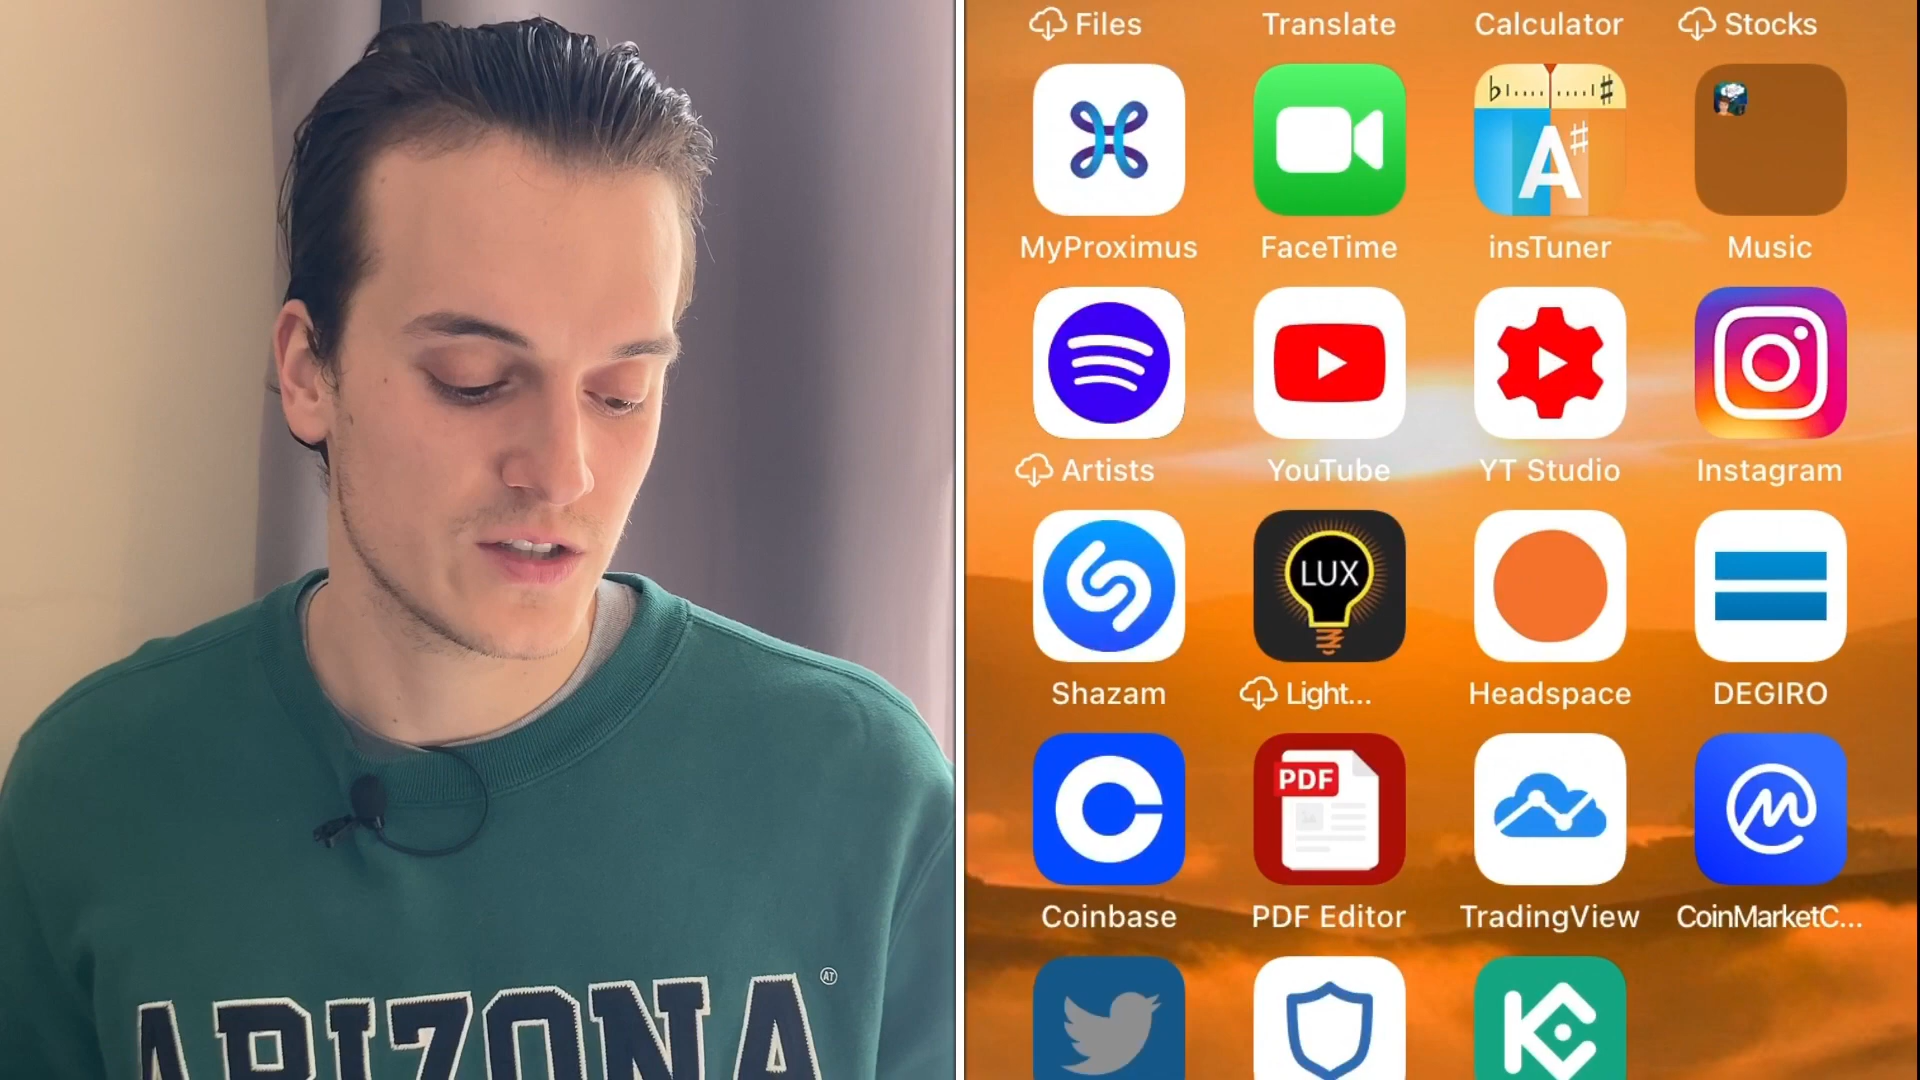 Files
Translate
Calculator
Stocks
♭ ♯
A♯
MyProximus
FaceTime
insTuner
Music
Artists
YouTube
YT Studio
Instagram
LUX
Shazam
Light...
Headspace
DEGIRO
PDF
Coinbase
PDF Editor
TradingView
CoinMarketC...
AT
ARIZONA